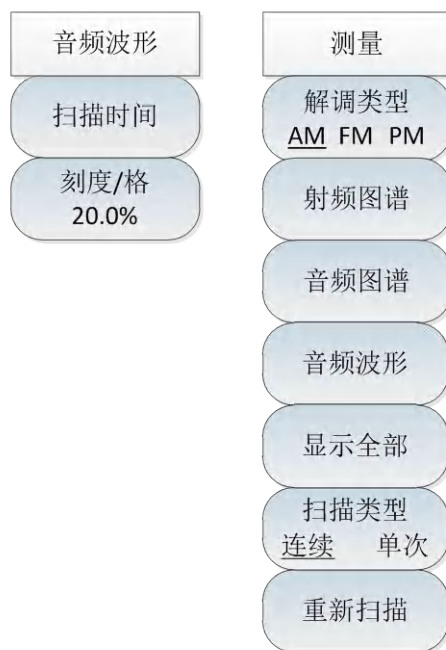 音频波形
扫描时间
刻度/格
20.0%
测量
解调类型
AM FM PM
射频图谱
音频图谱
音频波形
显示全部
扫描类型
连续 单次
重新扫描